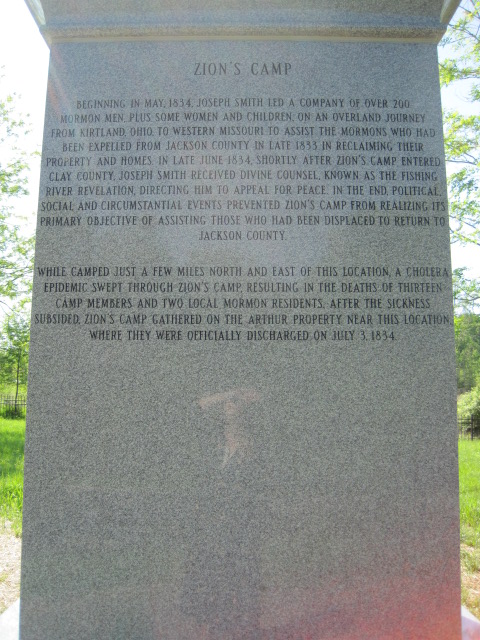 ZION'S CAMP
BEGINNING IN MAY, 1834, JOSEPH SMITH LED A COMPANY OF OVER 200
MORMON MEN, PLUS SOME WOMEN AND CHILDREN, ON AN OVERLAND JOURNEY
FROM KIRTLAND, OHIO, TO WESTERN MISSOURI TO ASSIST THE MORMONS WHO HAD
BEEN EXPELLED FROM JACKSON COUNTY IN LATE 1833 IN RECLAIMING THEIR
PROPERTY AND HOMES. IN LATE JUNE 1834, SHORTLY AFTER ZION'S CAMP ENTERED
CLAY COUNTY, JOSEPH SMITH RECEIVED DIVINE COUNSEL, KNOWN AS THE FISHING
RIVER REVELATION, DIRECTING HIM TO APPEAL FOR PEACE. IN THE END, POLITICAL,
SOCIAL AND CIRCUMSTANTIAL EVENTS PREVENTED ZION'S CAMP FROM REALIZING ITS
PRIMARY OBJECTIVE OF ASSISTING THOSE WHO HAD BEEN DISPLACED TO RETURN TO
JACKSON COUNTY.
WHILE CAMPED JUST A FEW MILES NORTH AND EAST OF THIS LOCATION, A CHOLERA
EPIDEMIC SWEPT THROUGH ZION'S CAMP, RESULTING IN THE DEATHS OF THIRTEEN
CAMP MEMBERS AND TWO LOCAL MORMON RESIDENTS. AFTER THE SICKNESS
SUBSIDED, ZION'S CAMP GATHERED ON THE ARTHUR PROPERTY NEAR THIS LOCATION
WHERE THEY WERE OFFICIALLY DISCHARGED ON JULY 3, 1834.